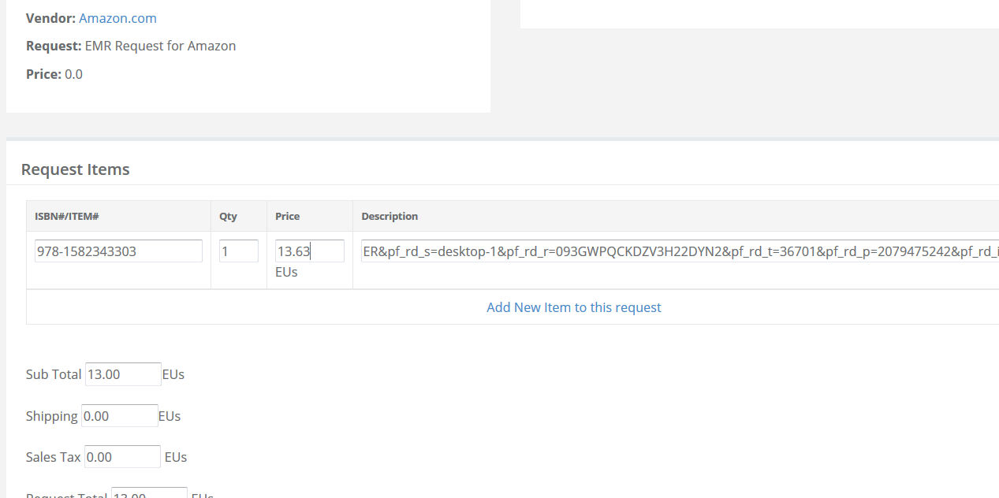 Vendor: Amazon.com
Request: EMR Request for Amazon
Price: 0.0
Request Items
ISBN#/ITEM# Qty Price Description
978-1582343303 1 13.63 ER&pf_rd_s=desktop-1&pf_rd_r=093GWPQCKDZV3H22DYN2&pf_rd_t=36701&pf_rd_p=2079475242&pf_rd_i
EUs
Add New Item to this request
Sub Total 13.00 EUs
Shipping 0.00 EUs
Sales Tax 0.00 EUs
Request Total 13.00 EUs